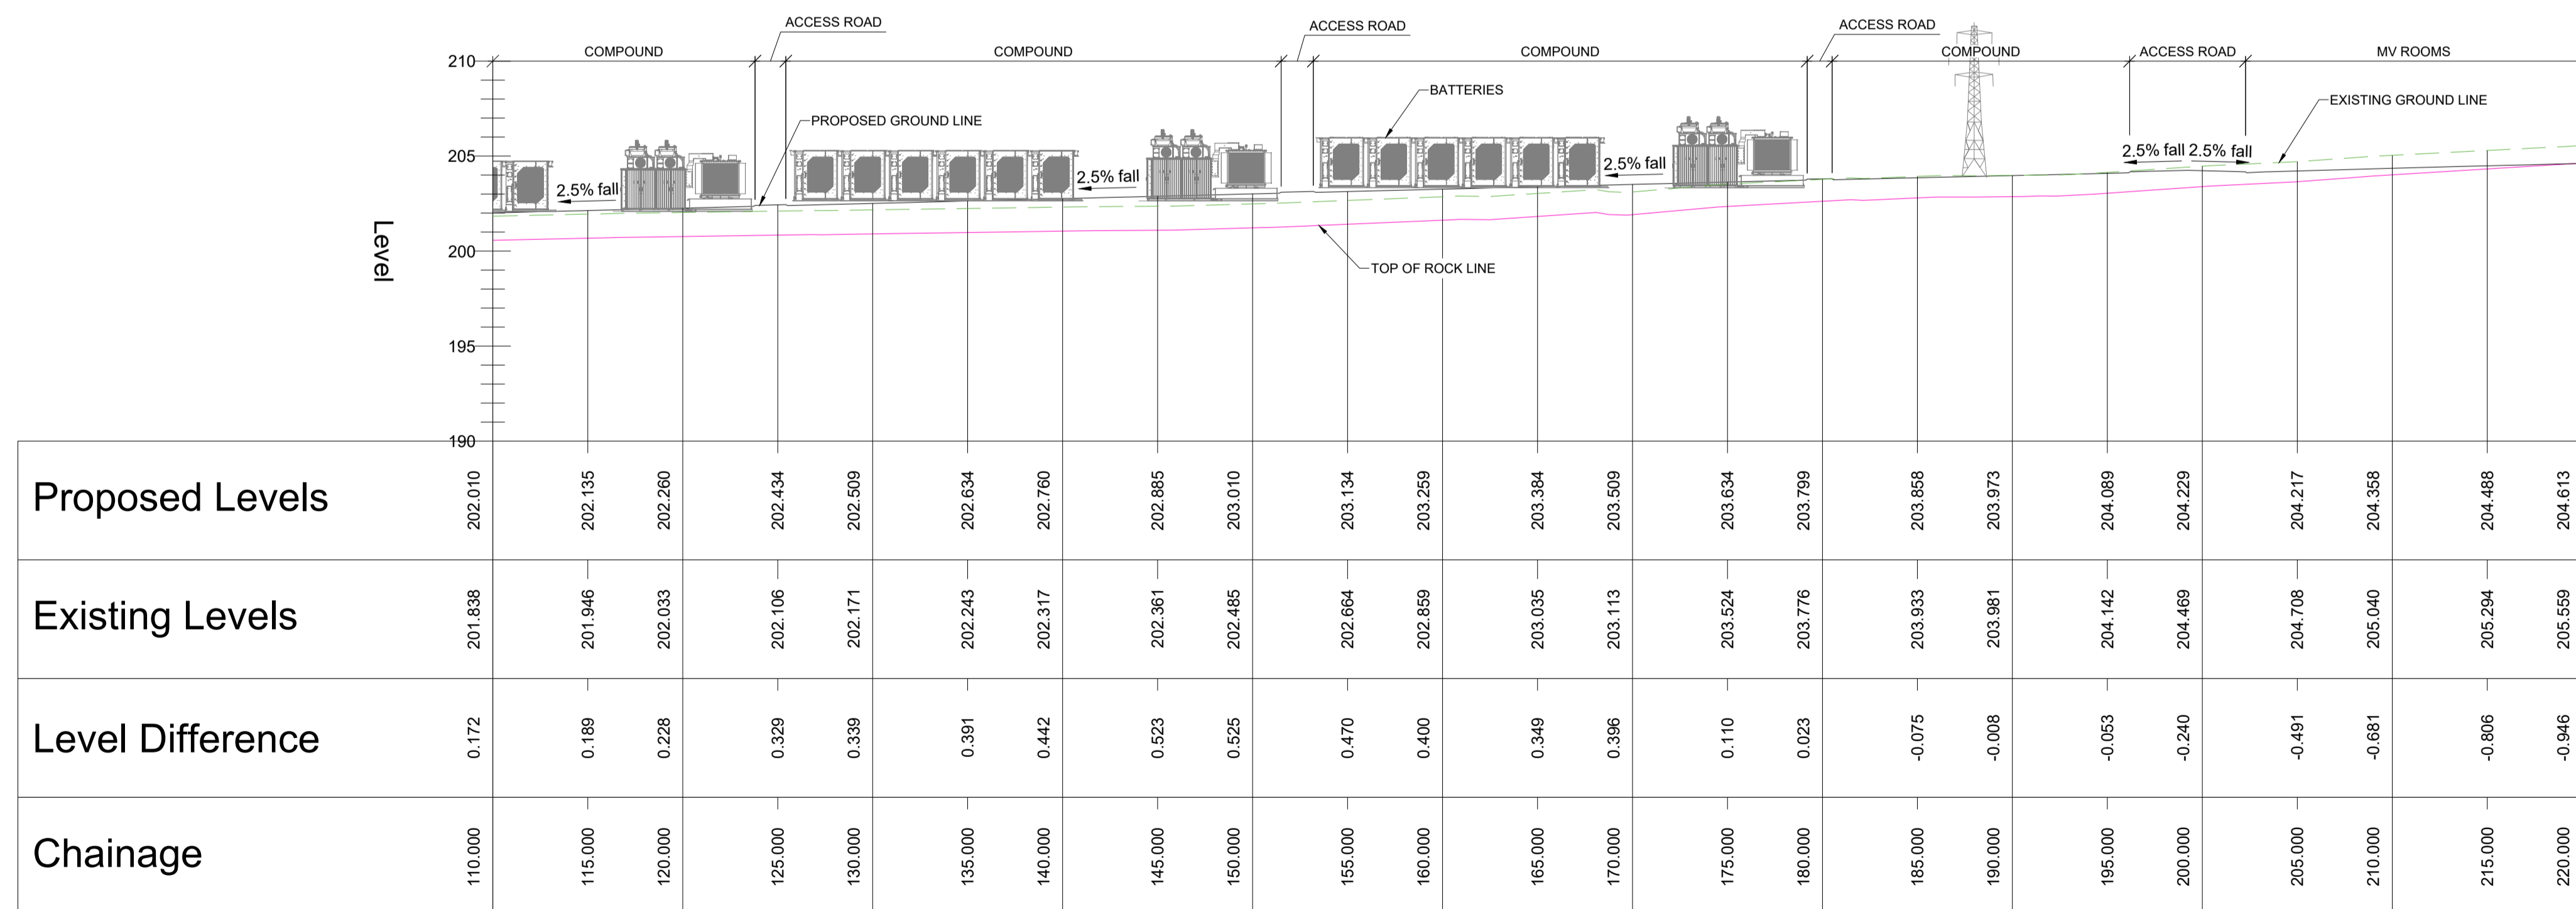 ACCESS ROAD
ACCESS ROAD
ACCESS ROAD
COMPOUND
COMPOUND
COMPOUND
COMPOUND
ACCESS ROAD
MV ROOMS
210
BATTERIES
EXISTING GROUND LINE
PROPOSED GROUND LINE
205
2.5% fall
2.5% fall
2.5% fall
2.5% fall
2.5% fall
Level
200
TOP OF ROCK LINE
195
190
Proposed Levels 202.010 202.135 202.260 202.434 202.509 202.634 202.760 202.885 203.010 203.134 203.259 203.384 203.509 203.634 203.799 203.858 203.973 204.089 204.229 204.217 204.358 204.488 204.613
Existing Levels 201.838 201.946 202.033 202.106 202.171 202.243 202.317 202.361 202.485 202.664 202.859 203.035 203.113 203.524 203.776 203.933 203.981 204.142 204.469 204.708 205.040 205.294 205.559
Level Difference 0.172 0.189 0.228 0.329 0.339 0.391 0.442 0.523 0.525 0.470 0.400 0.349 0.396 0.110 0.023 -0.075 -0.008 -0.053 -0.240 -0.491 -0.681 -0.806 -0.946
Chainage 110.000 115.000 120.000 125.000 130.000 135.000 140.000 145.000 150.000 155.000 160.000 165.000 170.000 175.000 180.000 185.000 190.000 195.000 200.000 205.000 210.000 215.000 220.000